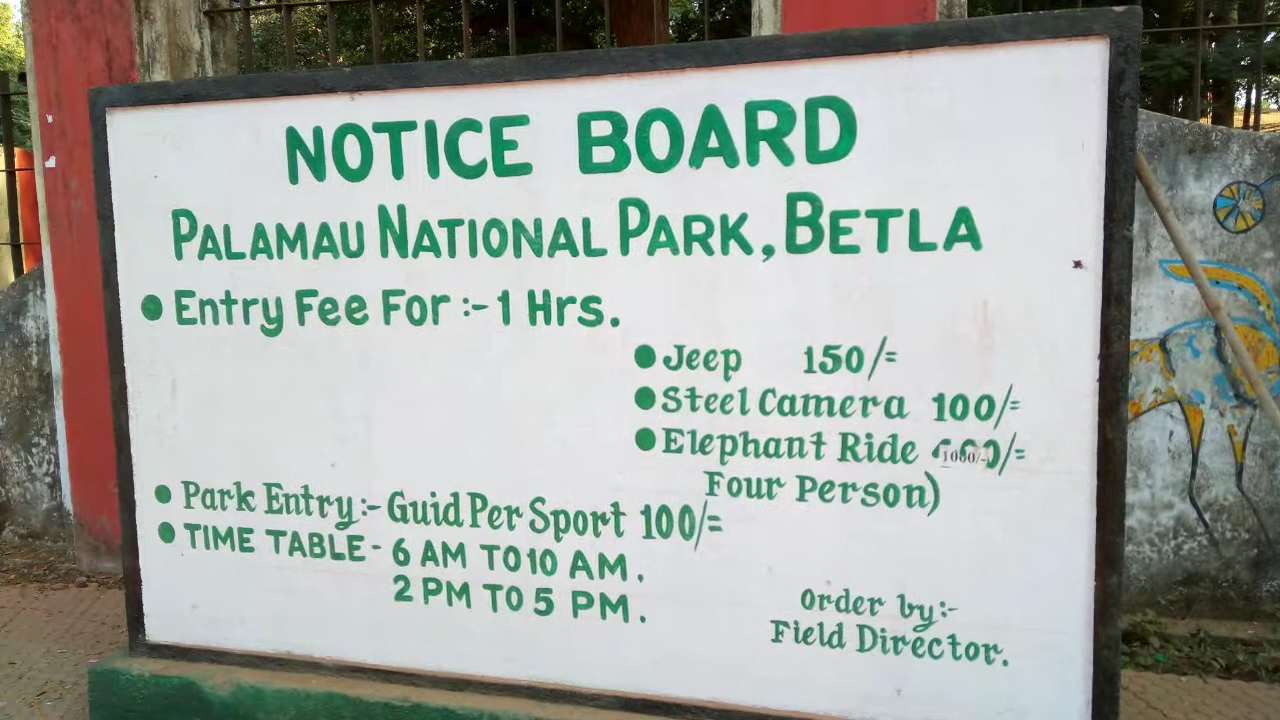 NOTICE BOARD
PALAMAU NATIONAL PARK, BETLA
• Entry Fee For :- 1 Hrs.
• Jeep 150/=
• Steel Camera 100/=
• Elephant Ride 1000/-/=
Four Person)
• Park Entry:- Guid Per Sport 100/=
• TIME TABLE - 6 AM TO 10 AM.
2 PM TO 5 PM.
Order by:-
Field Director.